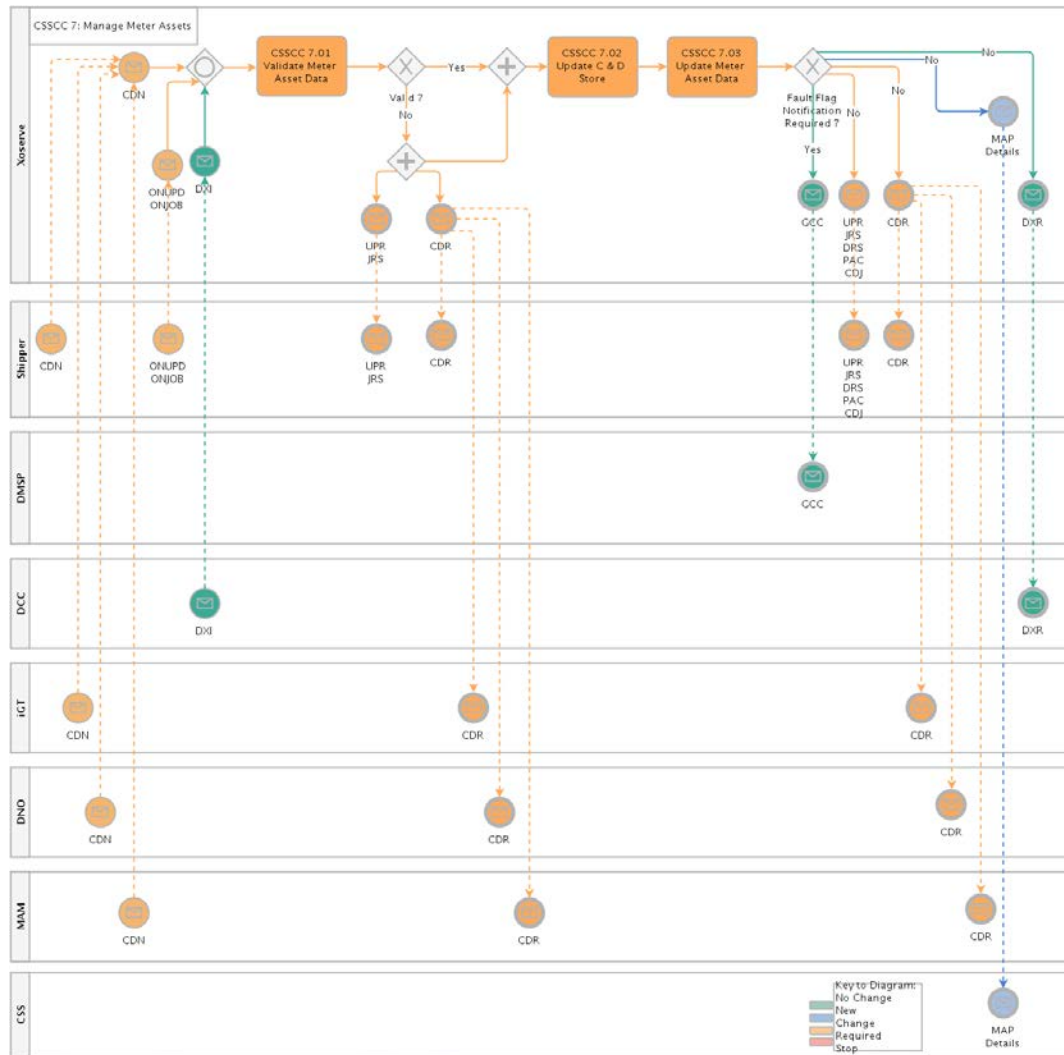 CSSCC 7: Manage Meter Assets
Xoserve
CDN
CSSCC 7.01
Validate Meter
Asset Data
Valid ?
Yes
No
CSSCC 7.02
Update C & D
Store
CSSCC 7.03
Update Meter
Asset Data
Fault Flag
Notification
Required ?
Yes
No
No
No
No
MAP
Details
ONUPD
ONJOB
DXI
UPR
JRS
CDR
GCC
UPR
JRS
DRS
PAC
CDJ
CDR
DXR
Shipper
CDN
ONUPD
ONJOB
UPR
JRS
CDR
UPR
JRS
DRS
PAC
CDJ
CDR
DMSP
GCC
DCC
DXI
DXR
iGT
CDN
CDR
CDR
DNO
CDN
CDR
CDR
MAM
CDN
CDR
CDR
CSS
MAP
Details
Key to Diagram:
No Change
New
Change
Required
Stop